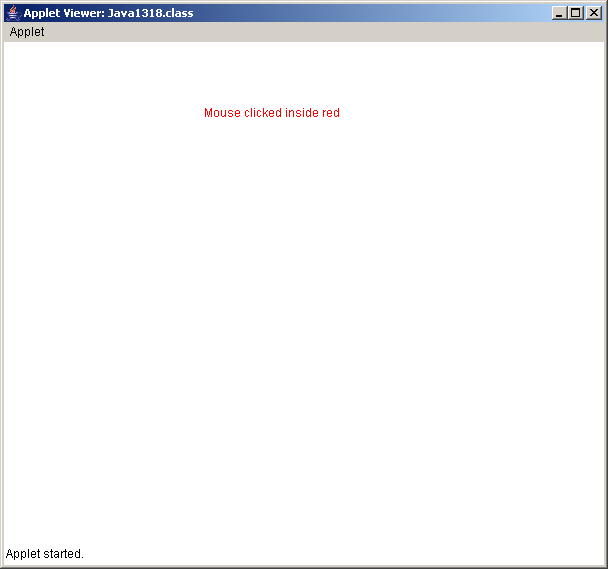 Applet Viewer: Java1318.class
Applet
Mouse clicked inside red
Applet started.